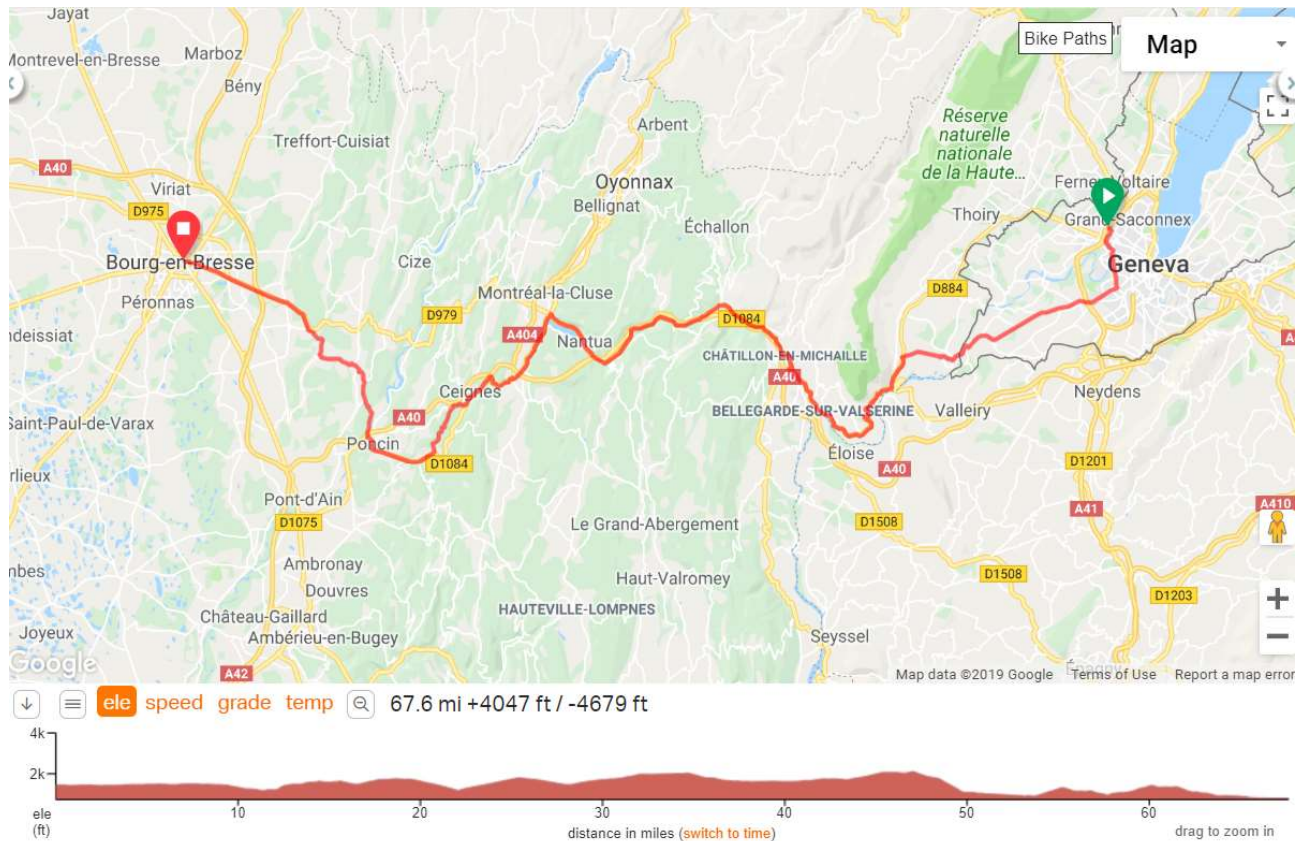 Jayat
Montrevel-en-Bresse
Marboz
Bény
Bike Paths
Map
Arbent
Treffort-Cuisiat
Réserve
naturelle
nationale
de la Haute...
A40
Viriat
Oyonnax
Bellignat
Ferney-Voltaire
D975
Thoiry
Grand-Saconnex
Échallon
Bourg-en-Bresse
Cize
Geneva
Péronnas
Montréal-la-Cluse
D884
D979
D1084
A404
Nantua
CHÂTILLON-EN-MICHAILLE
A40
Neydens
Ceignes
BELLEGARDE-SUR-VALSERINE
Valleiry
A40
Saint-Paul-de-Varax
Poncin
Éloise
D1084
A40
D1201
Pont-d'Ain
D1075
Le Grand-Abergement
D1508
A41
A410
Ambronay
Haut-Valromey
D1508
Douvres
D1203
Château-Gaillard
HAUTEVILLE-LOMPNES
Ambérieu-en-Bugey
Seyssel
Joyeux
Google
A42
Map data ©2019 Google
Terms of Use
Report a map error
ele speed grade temp 67.6 mi +4047 ft / -4679 ft
4k
2k
10 20 30 40 50 60
ele
(ft)
distance in miles (switch to time)
drag to zoom in